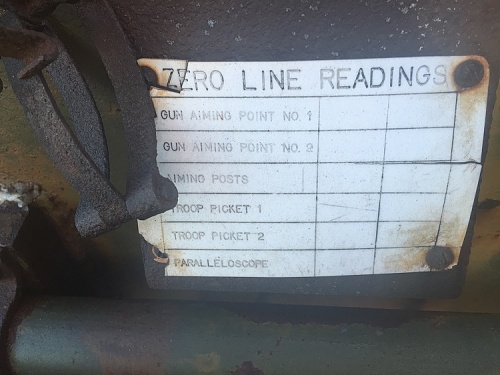 ZERO LINE READINGS
GUN AIMING POINT NO. 1
GUN AIMING POINT NO. 2
AIMING POSTS
TROOP PICKET 1
TROOP PICKET 2
PARALLELOSCOPE